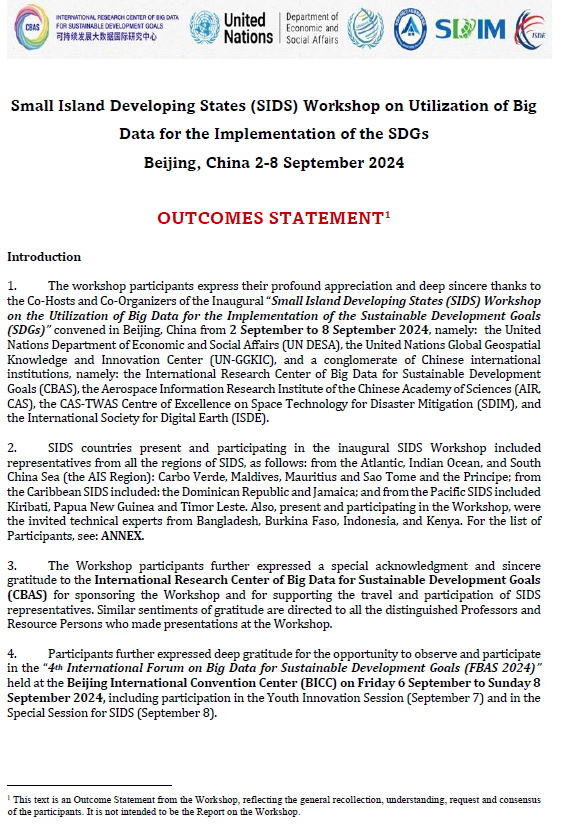 CBAS
INTERNATIONAL RESEARCH CENTER OF BIG DATA
FOR SUSTAINABLE DEVELOPMENT GOALS
可持续发展大数据国际研究中心
United
Nations
Department of
Economic and
Social Affairs
ISDE
Small Island Developing States (SIDS) Workshop on Utilization of Big
Data for the Implementation of the SDGs
Beijing, China 2-8 September 2024
OUTCOMES STATEMENT1
Introduction
1. The workshop participants express their profound appreciation and deep sincere thanks to
the Co-Hosts and Co-Organizers of the Inaugural “Small Island Developing States (SIDS) Workshop
on the Utilization of Big Data for the Implementation of the Sustainable Development Goals
(SDGs)” convened in Beijing, China from 2 September to 8 September 2024, namely: the United
Nations Department of Economic and Social Affairs (UN DESA), the United Nations Global Geospatial
Knowledge and Innovation Center (UN-GGKIC), and a conglomerate of Chinese international
institutions, namely: the International Research Center of Big Data for Sustainable Development
Goals (CBAS), the Aerospace Information Research Institute of the Chinese Academy of Sciences (AIR,
CAS), the CAS-TWAS Centre of Excellence on Space Technology for Disaster Mitigation (SDIM), and
the International Society for Digital Earth (ISDE).
2. SIDS countries present and participating in the inaugural SIDS Workshop included
representatives from all the regions of SIDS, as follows: from the Atlantic, Indian Ocean, and South
China Sea (the AIS Region): Carbo Verde, Maldives, Mauritius and Sao Tome and the Principe; from
the Caribbean SIDS included: the Dominican Republic and Jamaica; and from the Pacific SIDS included
Kiribati, Papua New Guinea and Timor Leste. Also, present and participating in the Workshop, were
the invited technical experts from Bangladesh, Burkina Faso, Indonesia, and Kenya. For the list of
Participants, see: ANNEX.
3. The Workshop participants further expressed a special acknowledgment and sincere
gratitude to the International Research Center of Big Data for Sustainable Development Goals
(CBAS) for sponsoring the Workshop and for supporting the travel and participation of SIDS
representatives. Similar sentiments of gratitude are directed to all the distinguished Professors and
Resource Persons who made presentations at the Workshop.
4. Participants further expressed deep gratitude for the opportunity to observe and participate
in the “4th International Forum on Big Data for Sustainable Development Goals (FBAS 2024)”
held at the Beijing International Convention Center (BICC) on Friday 6 September to Sunday 8
September 2024, including participation in the Youth Innovation Session (September 7) and in the
Special Session for SIDS (September 8).
1 This text is an Outcome Statement from the Workshop, reflecting the general recollection, understanding, request and consensus
of the participants. It is not intended to be the Report on the Workshop.